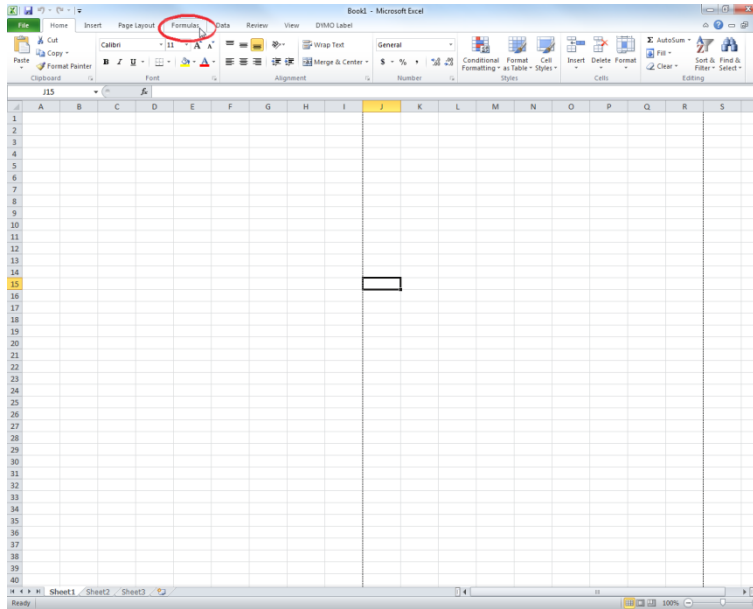 Book1 - Microsoft Excel
File Home Insert Page Layout Formulas Data Review View DYMO Label
Cut
Copy
Format Painter
Paste
Clipboard
Calibri 11
B I U
Font
Wrap Text
Merge & Center
Alignment
General
$ % ,
Number
Conditional Formatting
Format as Table
Cell Styles
Styles
Insert Delete Format
Cells
Σ AutoSum
Fill
Clear
Sort & Filter
Find & Select
Editing
J15 fx
A B C D E F G H I J K L M N O P Q R S
1
2
3
4
5
6
7
8
9
10
11
12
13
14
15
16
17
18
19
20
21
22
23
24
25
26
27
28
29
30
31
32
33
34
35
36
37
38
39
40
Sheet1 Sheet2 Sheet3
Ready 100%